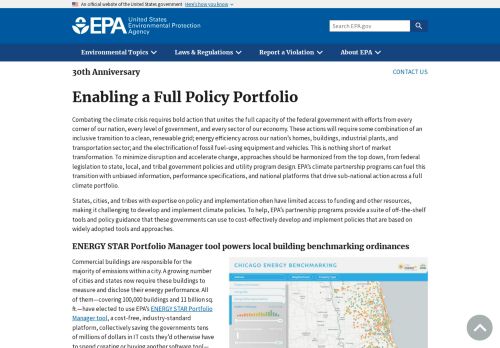 An official website of the United States government Here's how you know
EPA United States
Environmental Protection
Agency
Search EPA.gov
Environmental Topics Laws & Regulations Report a Violation About EPA
30th Anniversary CONTACT US
Enabling a Full Policy Portfolio
Combating the climate crisis requires bold action that unites the full capacity of the federal government with efforts from every
corner of our nation, every level of government, and every sector of our economy. These actions will require some combination of an
inclusive transition to a clean, renewable grid; energy efficiency across our nation's homes, buildings, industrial plants, and
transportation sector; and the electrification of fossil fuel-using equipment and vehicles. This is nothing short of market
transformation. To minimize disruption and accelerate change, approaches should be harmonized from the top down, from federal
legislation to state, local, and tribal government policies and utility program design. EPA's climate partnership programs can fuel this
transition with unbiased information, performance specifications, and national platforms that drive sub-national action across a full
climate portfolio.
States, cities, and tribes with expertise on policy and implementation often have limited access to funding and other resources,
making it challenging to develop and implement climate policies. To help, EPA's partnership programs provide a suite of off-the-shelf
tools and policy guidance that these governments can use to cost-effectively develop and implement policies that are based on
widely adopted tools and approaches.
ENERGY STAR Portfolio Manager tool powers local building benchmarking ordinances
Commercial buildings are responsible for the
majority of emissions within a city. A growing
number of cities and states now require these buildings to
measure and disclose their energy performance. All
of them—covering 100,000 buildings and 11 billion sq.
ft.—have elected to use EPA's ENERGY STAR Portfolio
Manager tool, a cost-free, industry-standard
platform, collectively saving the governments tens
of millions of dollars in IT costs they'd otherwise have
to spend creating or buying another software tool—
CHICAGO ENERGY BENCHMARKING